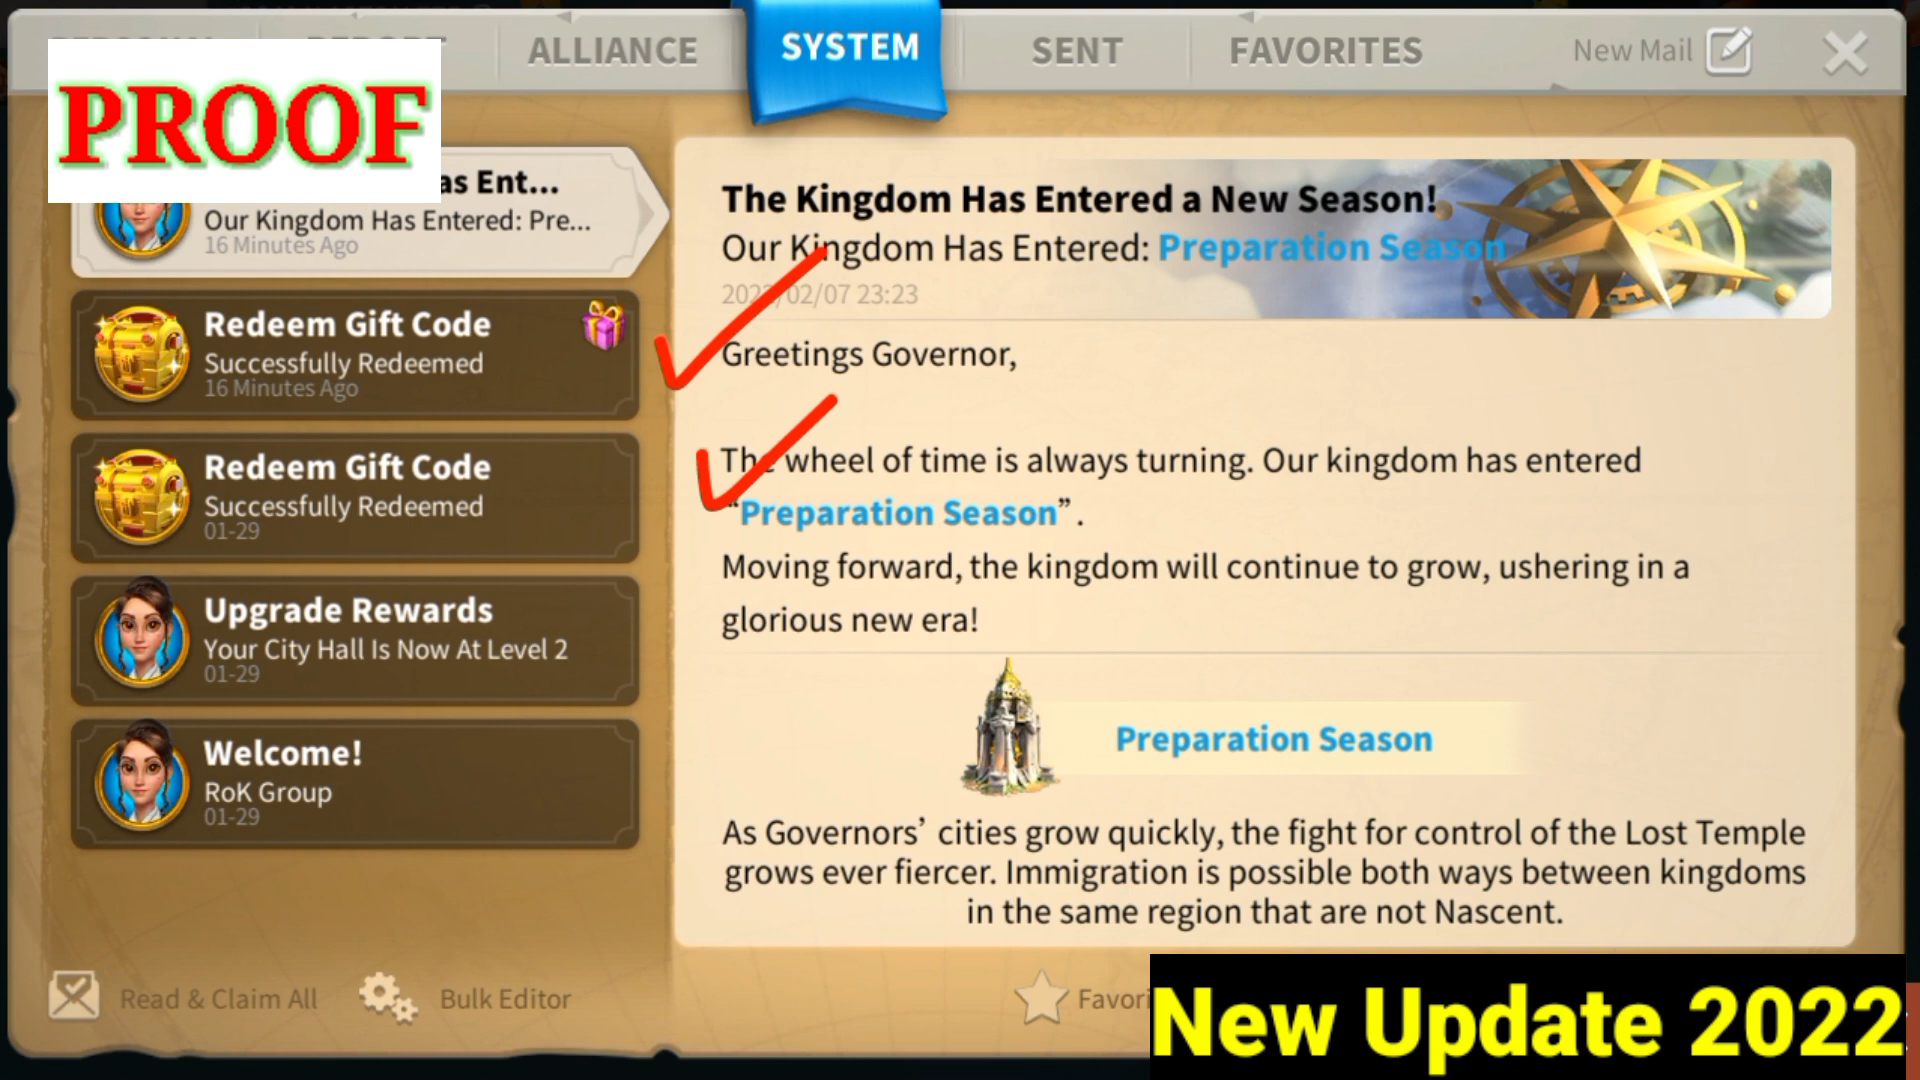 REPORT
ALLIANCE
SYSTEM
SENT
FAVORITES
New Mail
PROOF
as Ent...
Our Kingdom Has Entered: Pre...
16 Minutes Ago
Redeem Gift Code
Successfully Redeemed
16 Minutes Ago
Redeem Gift Code
Successfully Redeemed
01-29
Upgrade Rewards
Your City Hall Is Now At Level 2
01-29
Welcome!
RoK Group
01-29
Read & Claim All
Bulk Editor
The Kingdom Has Entered a New Season!
Our Kingdom Has Entered: Preparation Season
2022/02/07 23:23
Greetings Governor,
The wheel of time is always turning. Our kingdom has entered
“Preparation Season”.
Moving forward, the kingdom will continue to grow, ushering in a
glorious new era!
Preparation Season
As Governors’ cities grow quickly, the fight for control of the Lost Temple
grows ever fiercer. Immigration is possible both ways between kingdoms
in the same region that are not Nascent.
Favori
New Update 2022